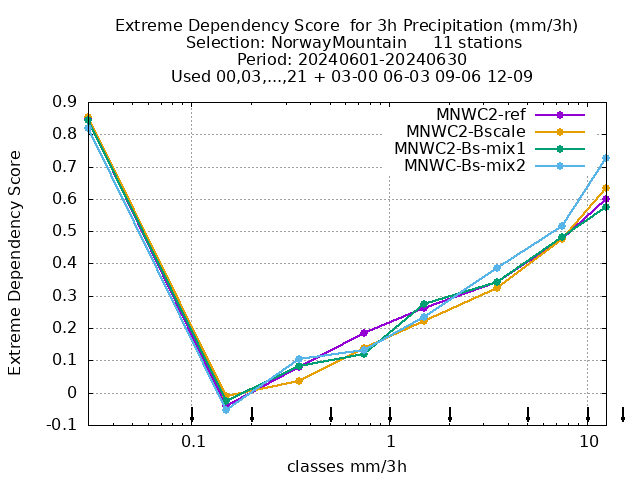 Extreme Dependency Score  for 3h Precipitation (mm/3h)
Selection: NorwayMountain     11 stations
Period: 20240601-20240630
Used 00,03,...,21 + 03-00 06-03 09-06 12-09
MNWC2-ref
MNWC2-Bscale
MNWC2-Bs-mix1
MNWC-Bs-mix2
Extreme Dependency Score
0.9
0.8
0.7
0.6
0.5
0.4
0.3
0.2
0.1
0
-0.1
0.1 1 10
classes mm/3h